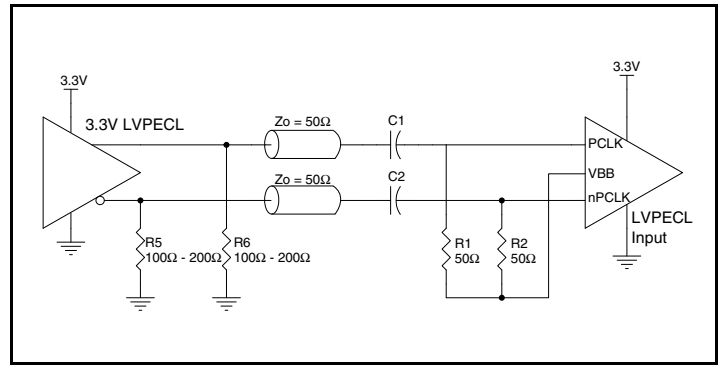 3.3V
3.3V
3.3V LVPECL
Zo = 50Ω
C1
PCLK
VBB
Zo = 50Ω
C2
nPCLK
LVPECL
Input
R5
100Ω - 200Ω
R6
100Ω - 200Ω
R1
50Ω
R2
50Ω